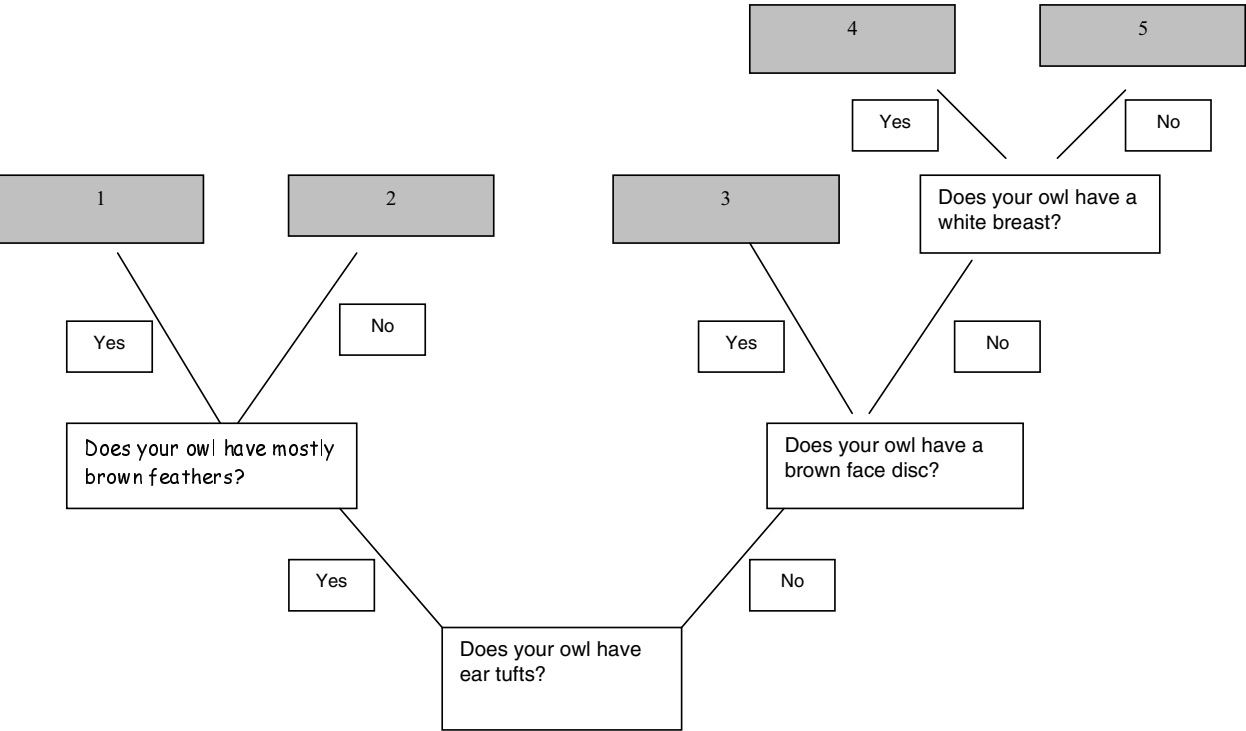 4
5
Yes
No
1
2
3
Does your owl have a
white breast?
Yes
No
Yes
No
Does your owl have mostly
brown feathers?
Does your owl have a
brown face disc?
Yes
No
Does your owl have
ear tufts?